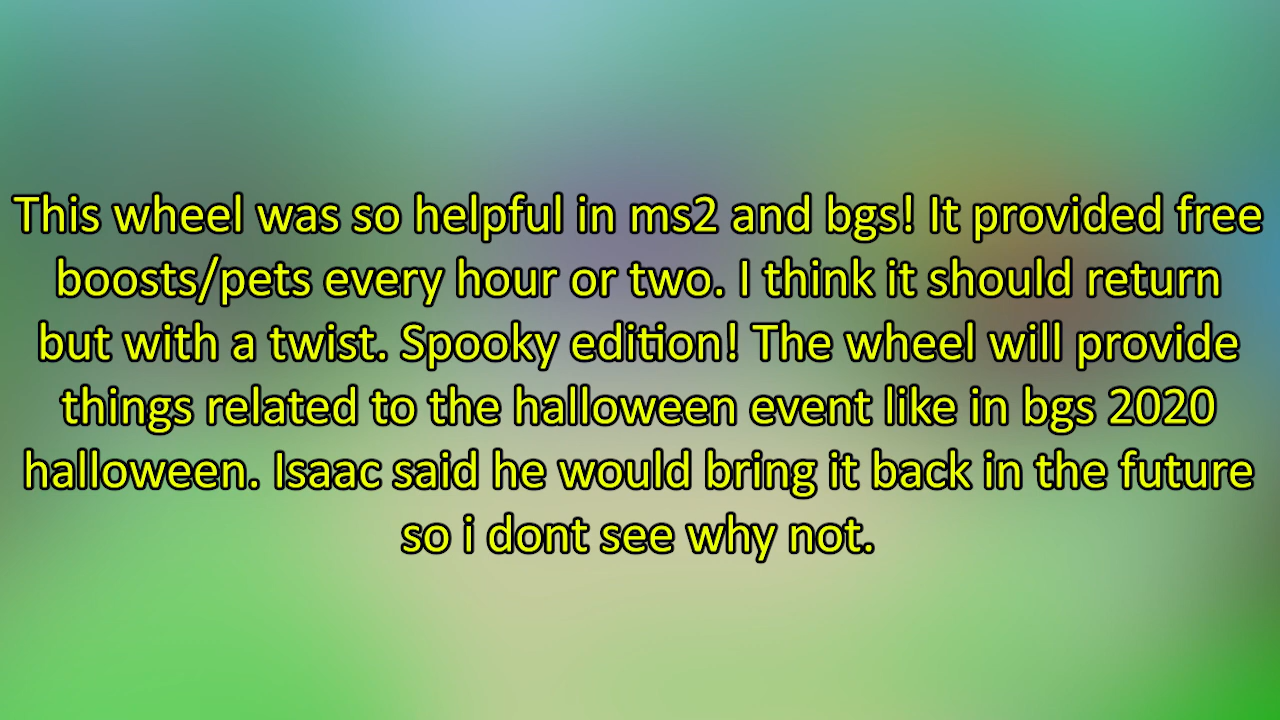 This wheel was so helpful in ms2 and bgs! It provided free
boosts/pets every hour or two. I think it should return
but with a twist. Spooky edition! The wheel will provide
things related to the halloween event like in bgs 2020
halloween. Isaac said he would bring it back in the future
so i dont see why not.